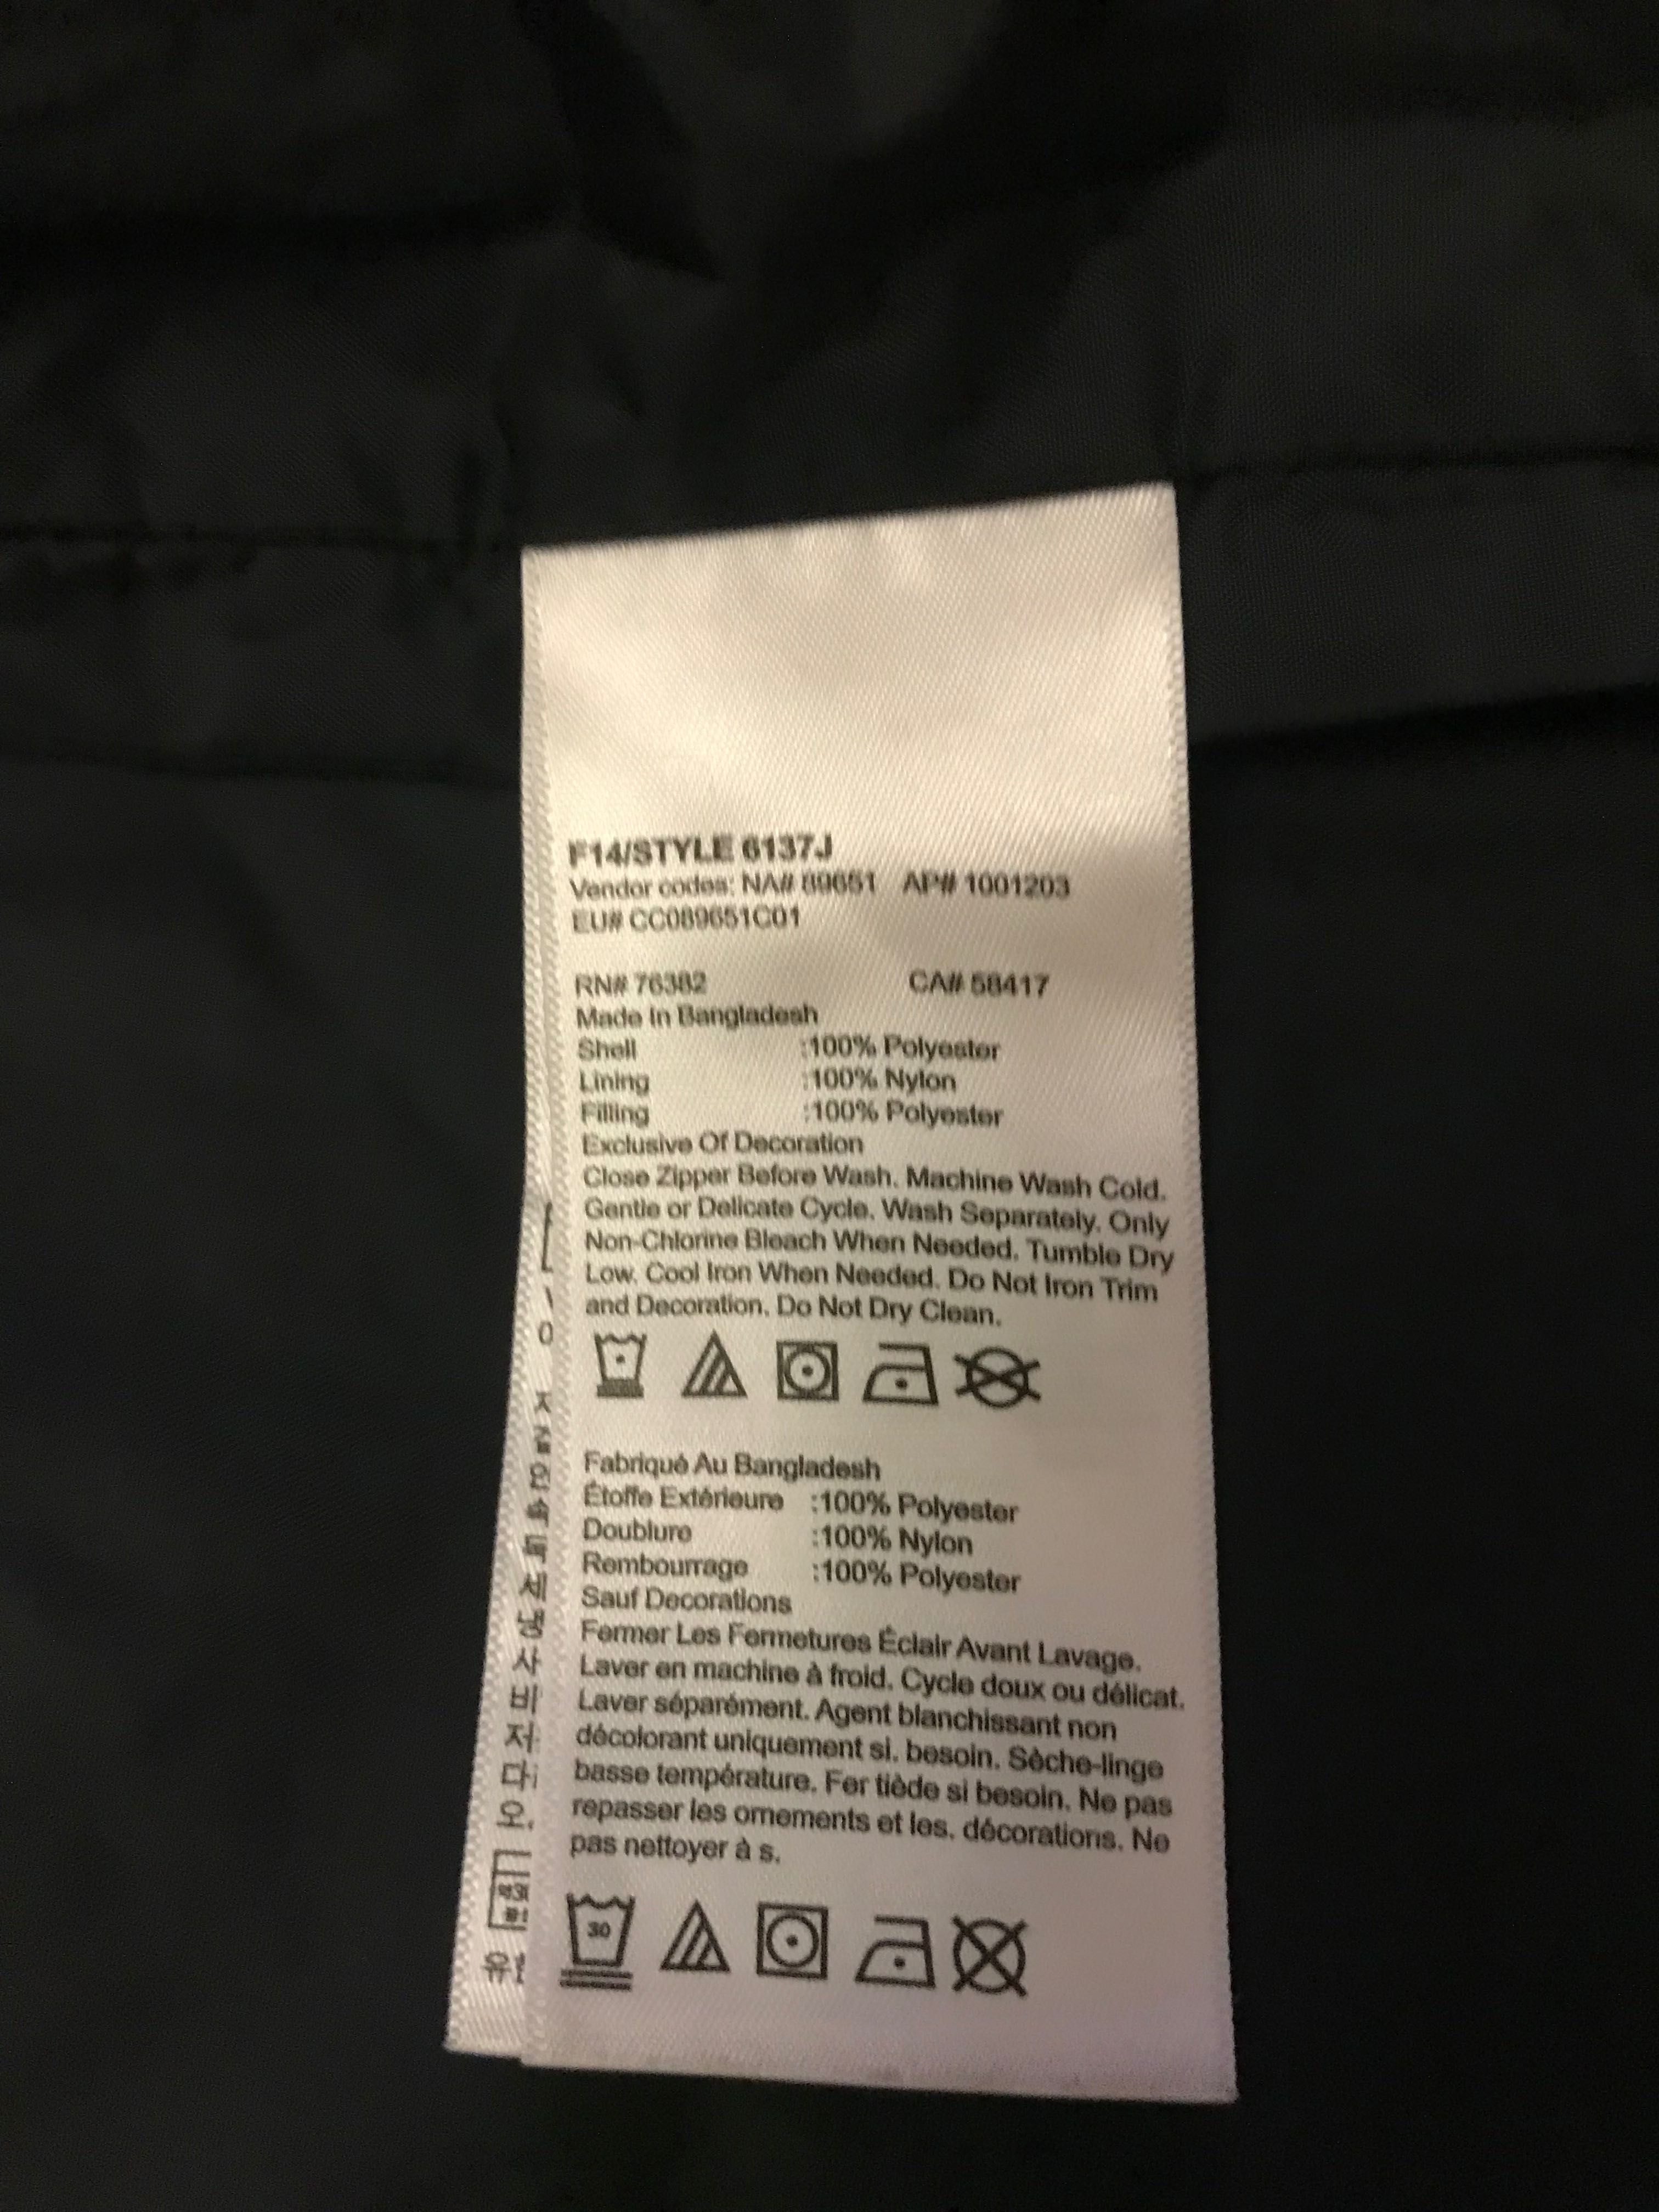 F14/STYLE 6137J
Vendor codes: NA# 89651 AP# 1001203
EU# CC089651C01
RN# 76382 CA# 58417
Made In Bangladesh
Shell :100% Polyester
Lining :100% Nylon
Filling :100% Polyester
Exclusive Of Decoration
Close Zipper Before Wash. Machine Wash Cold.
Gentle or Delicate Cycle. Wash Separately. Only
Non-Chlorine Bleach When Needed. Tumble Dry
Low. Cool Iron When Needed. Do Not Iron Trim
and Decoration. Do Not Dry Clean.
Fabriqué Au Bangladesh
Étoffe Extérieure :100% Polyester
Doublure :100% Nylon
Rembourrage :100% Polyester
Sauf Decorations
Fermer Les Fermetures Éclair Avant Lavage.
Laver en machine à froid. Cycle doux ou délicat.
Laver séparément. Agent blanchissant non
décolorant uniquement si. besoin. Sèche-linge
basse température. Fer tiède si besoin. Ne pas
repasser les ornements et les. décorations. Ne
pas nettoyer à s.
30